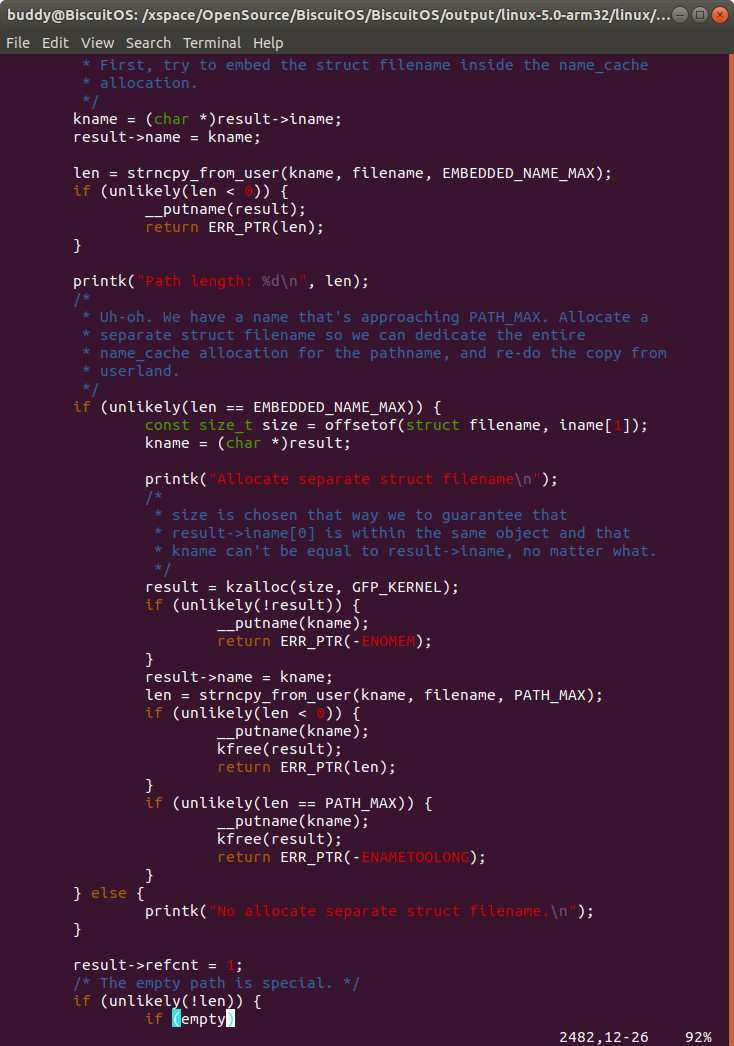 buddy@BiscuitOS: /xspace/OpenSource/BiscuitOS/BiscuitOS/output/linux-5.0-arm32/linux/...
File Edit View Search Terminal Help
 * First, try to embed the struct filename inside the name_cache
 * allocation.
 */
kname = (char *)result->iname;
result->name = kname;

len = strncpy_from_user(kname, filename, EMBEDDED_NAME_MAX);
if (unlikely(len < 0)) {
        __putname(result);
        return ERR_PTR(len);
}

printk("Path length: %d\n", len);
/*
 * Uh-oh. We have a name that's approaching PATH_MAX. Allocate a
 * separate struct filename so we can dedicate the entire
 * name_cache allocation for the pathname, and re-do the copy from
 * userland.
 */
if (unlikely(len == EMBEDDED_NAME_MAX)) {
        const size_t size = offsetof(struct filename, iname[1]);
        kname = (char *)result;

        printk("Allocate separate struct filename\n");
        /*
         * size is chosen that way we to guarantee that
         * result->iname[0] is within the same object and that
         * kname can't be equal to result->iname, no matter what.
         */
        result = kzalloc(size, GFP_KERNEL);
        if (unlikely(!result)) {
                __putname(kname);
                return ERR_PTR(-ENOMEM);
        }
        result->name = kname;
        len = strncpy_from_user(kname, filename, PATH_MAX);
        if (unlikely(len < 0)) {
                __putname(kname);
                kfree(result);
                return ERR_PTR(len);
        }
        if (unlikely(len == PATH_MAX)) {
                __putname(kname);
                kfree(result);
                return ERR_PTR(-ENAMETOOLONG);
        }
} else {
        printk("No allocate separate struct filename.\n");
}

result->refcnt = 1;
/* The empty path is special. */
if (unlikely(!len)) {
        if (empty)
2482,12-26 92%